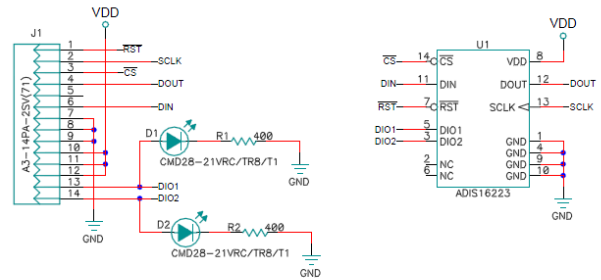 VDD
J1
A3-14PA-2SV(71)
1 RST
2 SCLK
3 CS
4 DOUT
5
6 DIN
7
8
9
10
11
12
13 DIO1
14 DIO2
GND
D1
CMD28-21VRC/TR8/T1
R1 400
GND
D2
CMD28-21VRC/TR8/T1
R2 400
GND
U1
VDD
CS 14 CS VDD 8
DIN 11 DIN DOUT 12 DOUT
RST 7 RST SCLK 13 SCLK
DIO1 5 DIO1 GND 1
DIO2 3 DIO2 GND 4
2 NC GND 9
6 NC GND 10
ADIS16223
GND